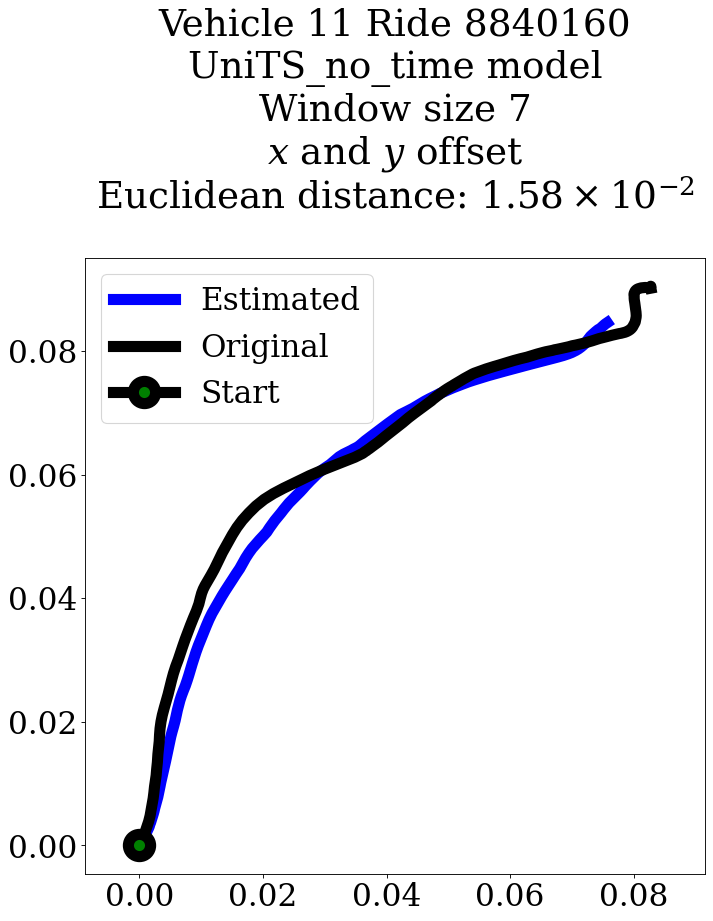 Vehicle 11 Ride 8840160
UniTS_no_time model
Window size 7
x and y offset
Euclidean distance: 1.58 × 10⁻²
Estimated
Original
Start
0.08
0.06
0.04
0.02
0.00
0.00 0.02 0.04 0.06 0.08